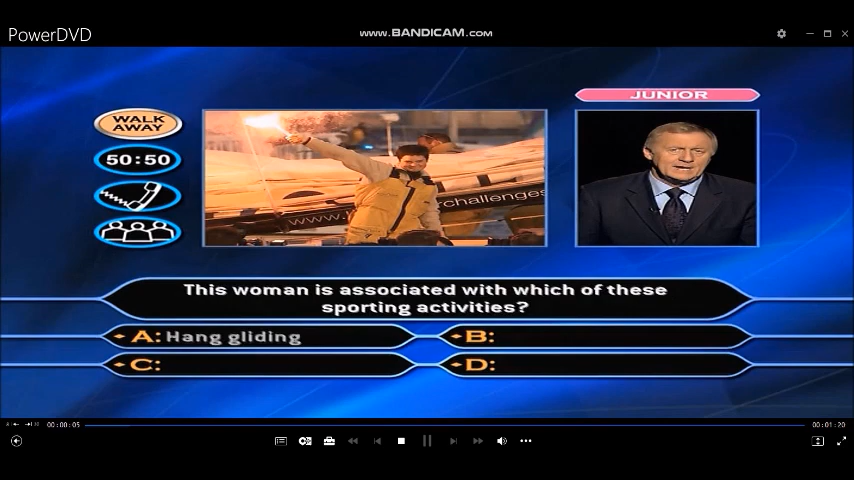 PowerDVD
www.BANDICAM.com
JUNIOR
WALK
AWAY
50:50
challenges
This woman is associated with which of these
sporting activities?
A: Hang gliding
B:
C:
D:
00:00:05
00:01:20